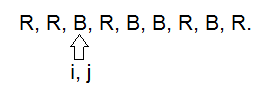 R, R, B, R, B, B, R, B, R.
i, j